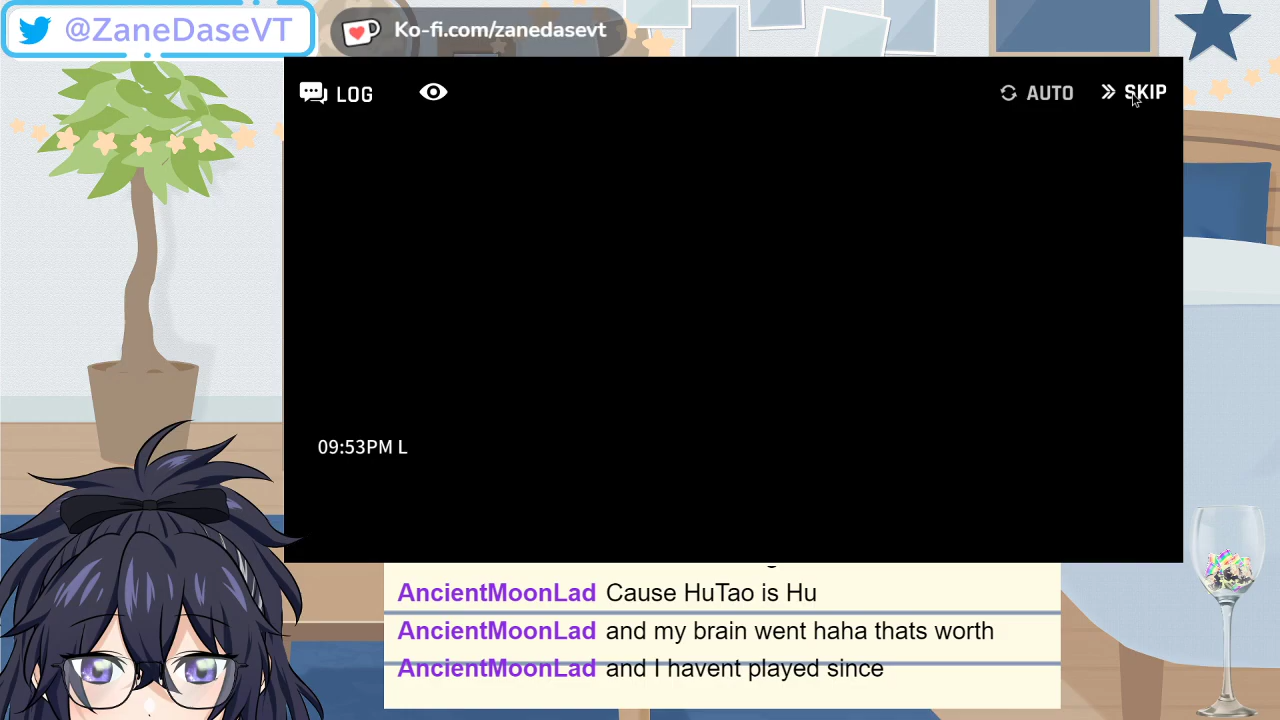 @ZaneDaseVT
Ko-fi.com/zanedasevt
LOG
AUTO
SKIP
09:53PM L
AncientMoonLad Cause HuTao is Hu
AncientMoonLad and my brain went haha thats worth
AncientMoonLad and I havent played since